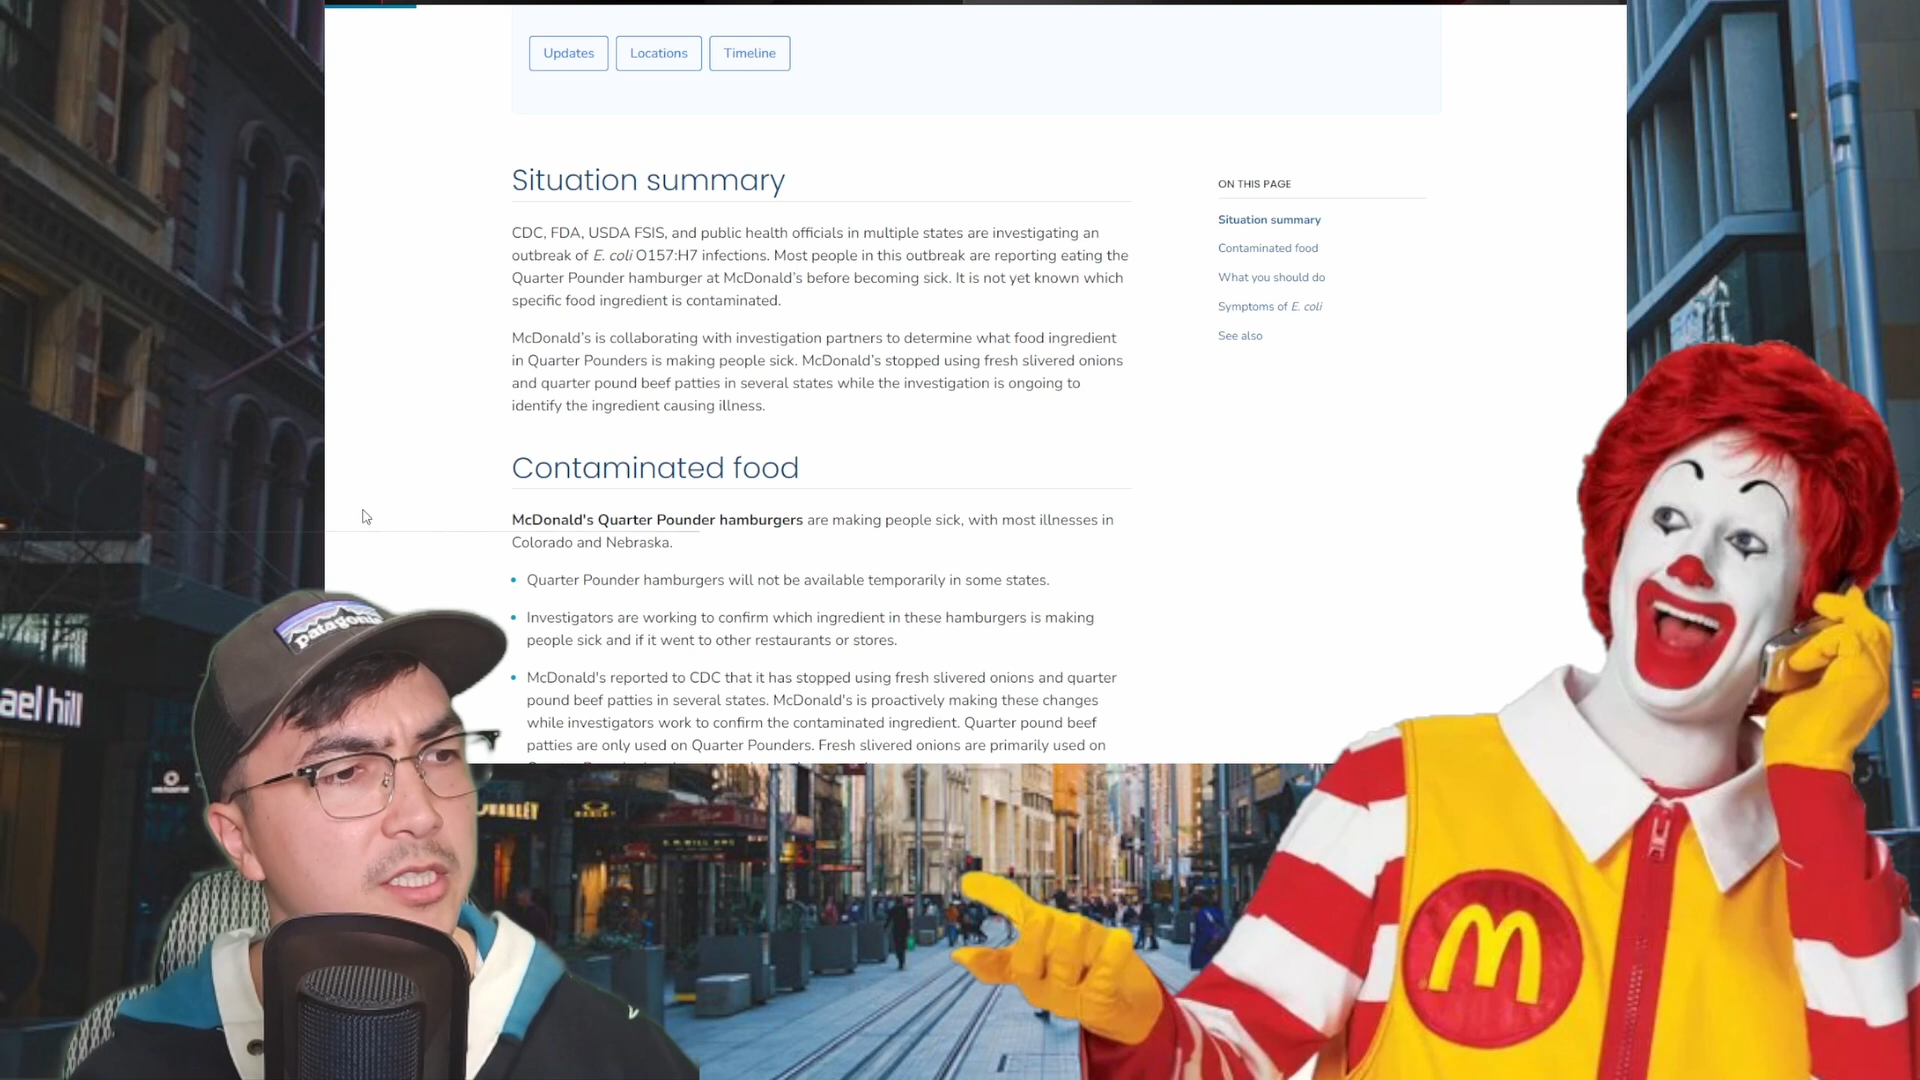 Updates
Locations
Timeline
Situation summary
CDC, FDA, USDA FSIS, and public health officials in multiple states are investigating an
outbreak of E. coli O157:H7 infections. Most people in this outbreak are reporting eating the
Quarter Pounder hamburger at McDonald's before becoming sick. It is not yet known which
specific food ingredient is contaminated.
McDonald's is collaborating with investigation partners to determine what food ingredient
in Quarter Pounders is making people sick. McDonald's stopped using fresh slivered onions
and quarter pound beef patties in several states while the investigation is ongoing to
identify the ingredient causing illness.
Contaminated food
McDonald's Quarter Pounder hamburgers are making people sick, with most illnesses in
Colorado and Nebraska.
Quarter Pounder hamburgers will not be available temporarily in some states.
Investigators are working to confirm which ingredient in these hamburgers is making
people sick and if it went to other restaurants or stores.
McDonald's reported to CDC that it has stopped using fresh slivered onions and quarter
pound beef patties in several states. McDonald's is proactively making these changes
while investigators work to confirm the contaminated ingredient. Quarter pound beef
patties are only used on Quarter Pounders. Fresh slivered onions are primarily used on
ON THIS PAGE
Situation summary
Contaminated food
What you should do
Symptoms of E. coli
See also
patagonia
ael hill
M